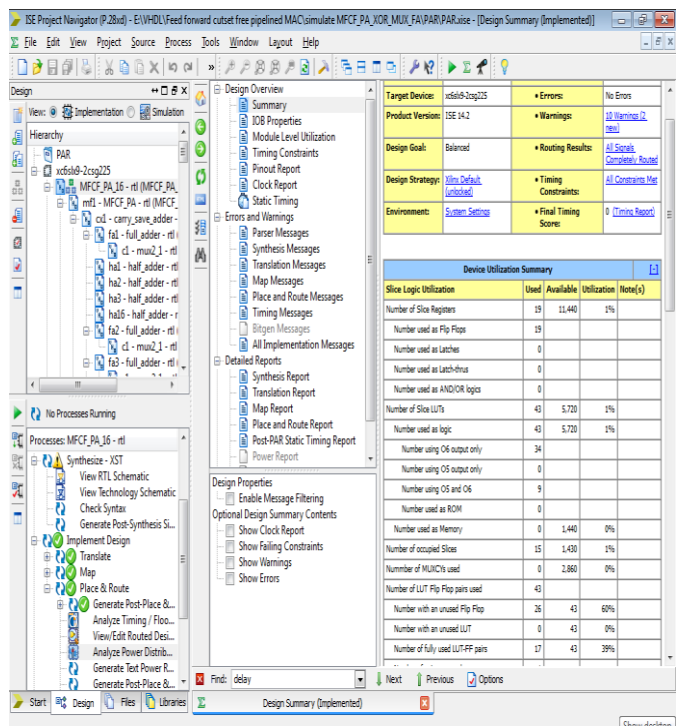 ISE Project Navigator (P.28xd) - E:\VHDL\Feed forward cutset free pipelined MAC\simulate MFCF_PA_XOR_MUX_FA\PAR\PAR.xise - [Design Summary (Implemented)]
File Edit View Project Source Process Tools Window Layout Help
Design
View: Implementation Simulation
Hierarchy
PAR
xc6slx9-2csg225
MFCF_PA_16 - rtl (MFCF_PA_
mf1 - MFCF_PA - rtl (MFCF_
cx1 - carry_save_adder -
fa1 - full_adder - rtl (
c1 - mux2_1 - rtl
ha1 - half_adder - rtl
ha2 - half_adder - rtl
ha3 - half_adder - rtl
ha16 - half_adder - r
fa2 - full_adder - rtl (
c1 - mux2_1 - rtl
fa3 - full_adder - rtl (
No Processes Running
Processes: MFCF_PA_16 - rtl
Synthesize - XST
View RTL Schematic
View Technology Schematic
Check Syntax
Generate Post-Synthesis Si...
Implement Design
Translate
Map
Place & Route
Generate Post-Place &...
Analyze Timing / Floo...
View/Edit Routed Desi...
Analyze Power Distrib...
Generate Text Power R...
Generate Post-Place &...
Start Design Files Libraries
Design Overview
Summary
IOB Properties
Module Level Utilization
Timing Constraints
Pinout Report
Clock Report
Static Timing
Errors and Warnings
Parser Messages
Synthesis Messages
Translation Messages
Map Messages
Place and Route Messages
Timing Messages
Bitgen Messages
All Implementation Messages
Detailed Reports
Synthesis Report
Translation Report
Map Report
Place and Route Report
Post-PAR Static Timing Report
Power Report
Design Properties
Enable Message Filtering
Optional Design Summary Contents
Show Clock Report
Show Failing Constraints
Show Warnings
Show Errors
Target Device: xc6slx9-2csg225 • Errors: No Errors
Product Version: ISE 14.2 • Warnings: 10 Warnings (2 new)
Design Goal: Balanced • Routing Results: All Signals Completely Routed
Design Strategy: Xilinx Default (unlocked) • Timing Constraints: All Constraints Met
Environment: System Settings • Final Timing Score: 0 (Timing Report)
Device Utilization Summary [-]
Slice Logic Utilization Used Available Utilization Note(s)
Number of Slice Registers 19 11,440 1%
Number used as Flip Flops 19
Number used as Latches 0
Number used as Latch-thrus 0
Number used as AND/OR logics 0
Number of Slice LUTs 43 5,720 1%
Number used as logic 43 5,720 1%
Number using O6 output only 34
Number using O5 output only 0
Number using O5 and O6 9
Number used as ROM 0
Number used as Memory 0 1,440 0%
Number of occupied Slices 15 1,430 1%
Nummber of MUXCYs used 0 2,860 0%
Number of LUT Flip Flop pairs used 43
Number with an unused Flip Flop 26 43 60%
Number with an unused LUT 0 43 0%
Number of fully used LUT-FF pairs 17 43 39%
Find: delay Next Previous Options
Design Summary (Implemented)
Show desktop